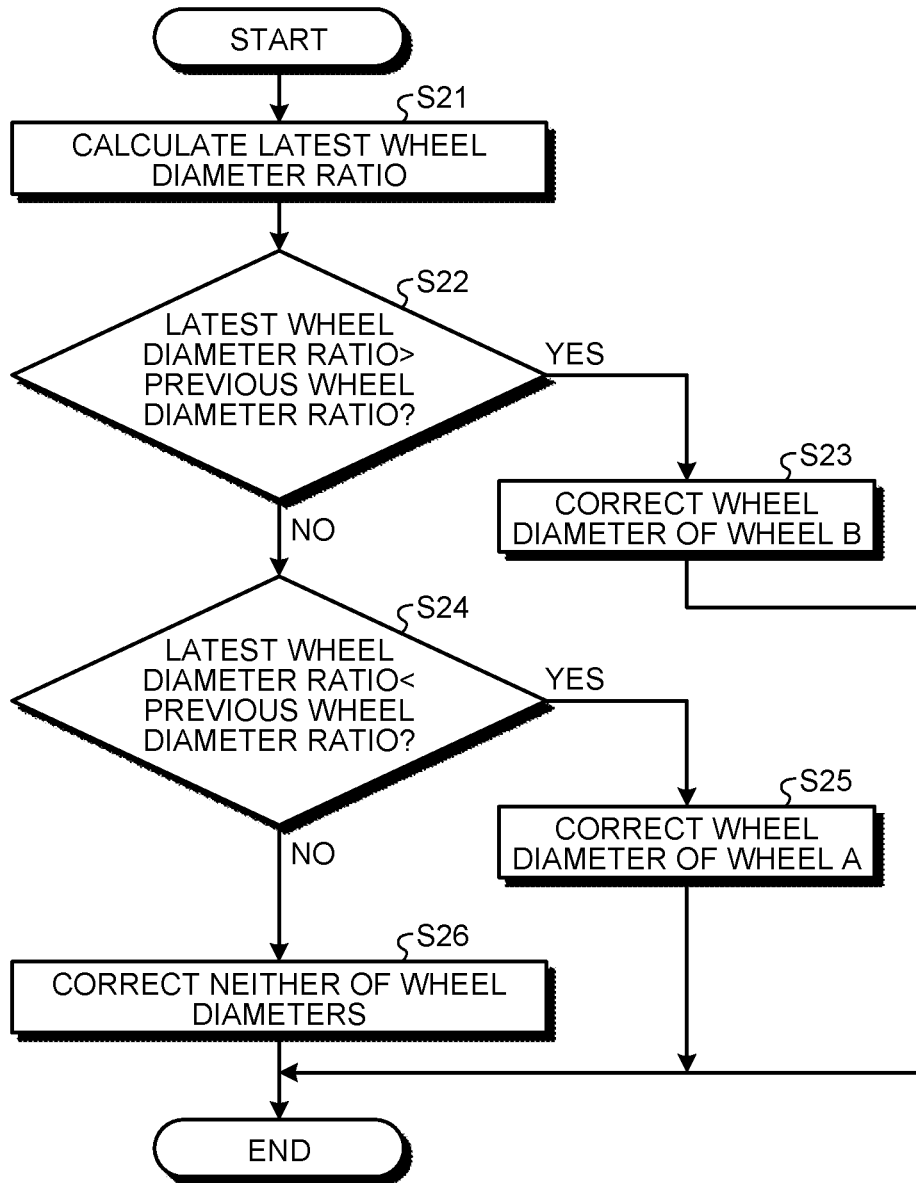 START
S21
CALCULATE LATEST WHEEL
DIAMETER RATIO
S22
LATEST WHEEL
DIAMETER RATIO>
PREVIOUS WHEEL
DIAMETER RATIO?
YES
S23
CORRECT WHEEL
DIAMETER OF WHEEL B
NO
S24
LATEST WHEEL
DIAMETER RATIO<
PREVIOUS WHEEL
DIAMETER RATIO?
YES
S25
CORRECT WHEEL
DIAMETER OF WHEEL A
NO
S26
CORRECT NEITHER OF WHEEL
DIAMETERS
END